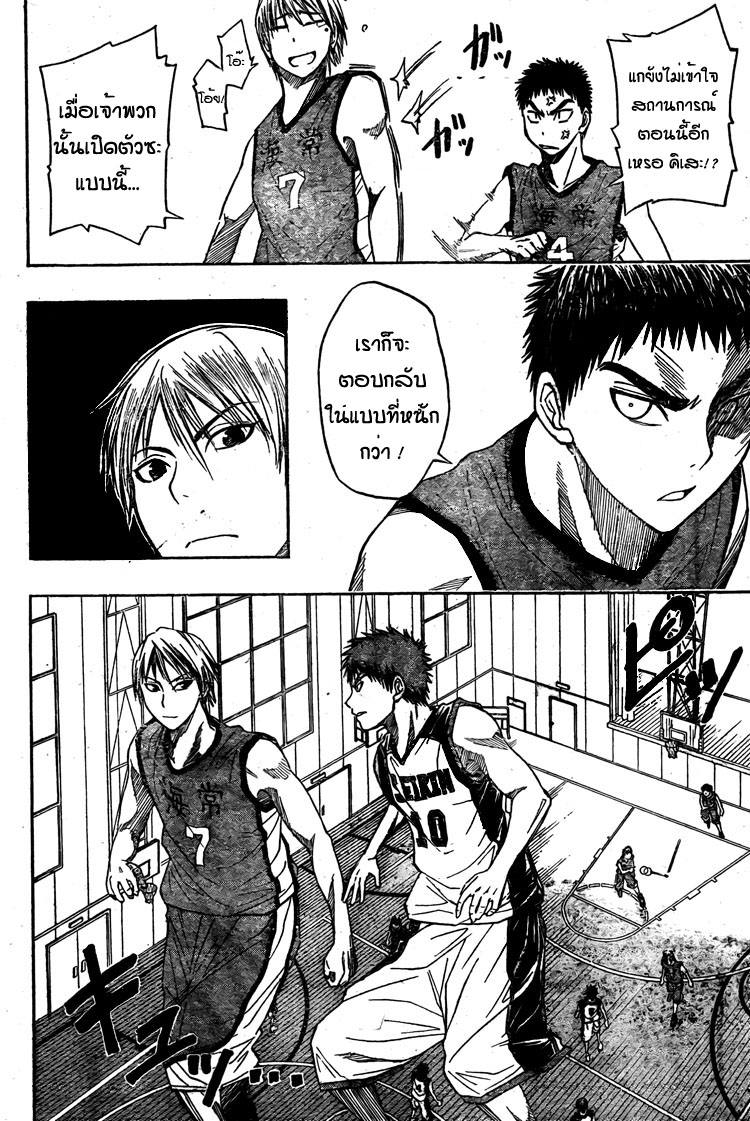 แกยังไม่เข้าใจ
สถานการณ์
ตอนนี้อีก
เหรอ คิเสะ!?
ガッ
โอ๊ะ
โอ้ย!
เมื่อเจ้าพวก
นั้นเปิดตัวซะ
แบบนี้...
海常
7
海常
4
เราก็จะ
ตอบกลับ
ให้แบบที่หนัก
กว่า !
ピッ
海常
7
SEIRIN
10
キュッ...